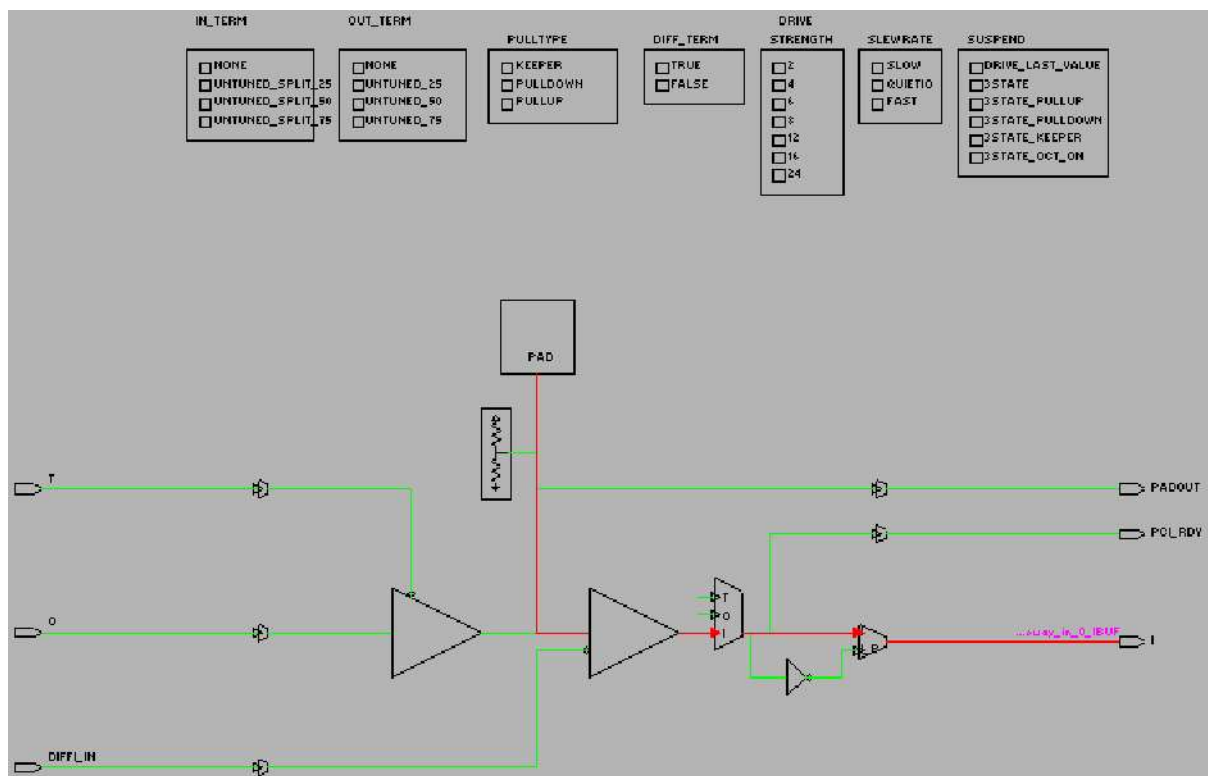 IN_TERM
NONE
UNTUNED_SPLIT_25
UNTUNED_SPLIT_50
UNTUNED_SPLIT_75
OUT_TERM
NONE
UNTUNED_25
UNTUNED_50
UNTUNED_75
PULLTYPE
KEEPER
PULLDOWN
PULLUP
DIFF_TERM
TRUE
FALSE
DRIVE
STRENGTH
2
4
6
8
12
16
24
SLEWRATE
SLOW
QUIETIO
FAST
SUSPEND
DRIVE_LAST_VALUE
3STATE
3STATE_PULLUP
3STATE_PULLDOWN
3STATE_KEEPER
3STATE_OCT_ON
PAD
T
PADOUT
PCI_RDY
T
O
I
O
I
DIFFI_IN